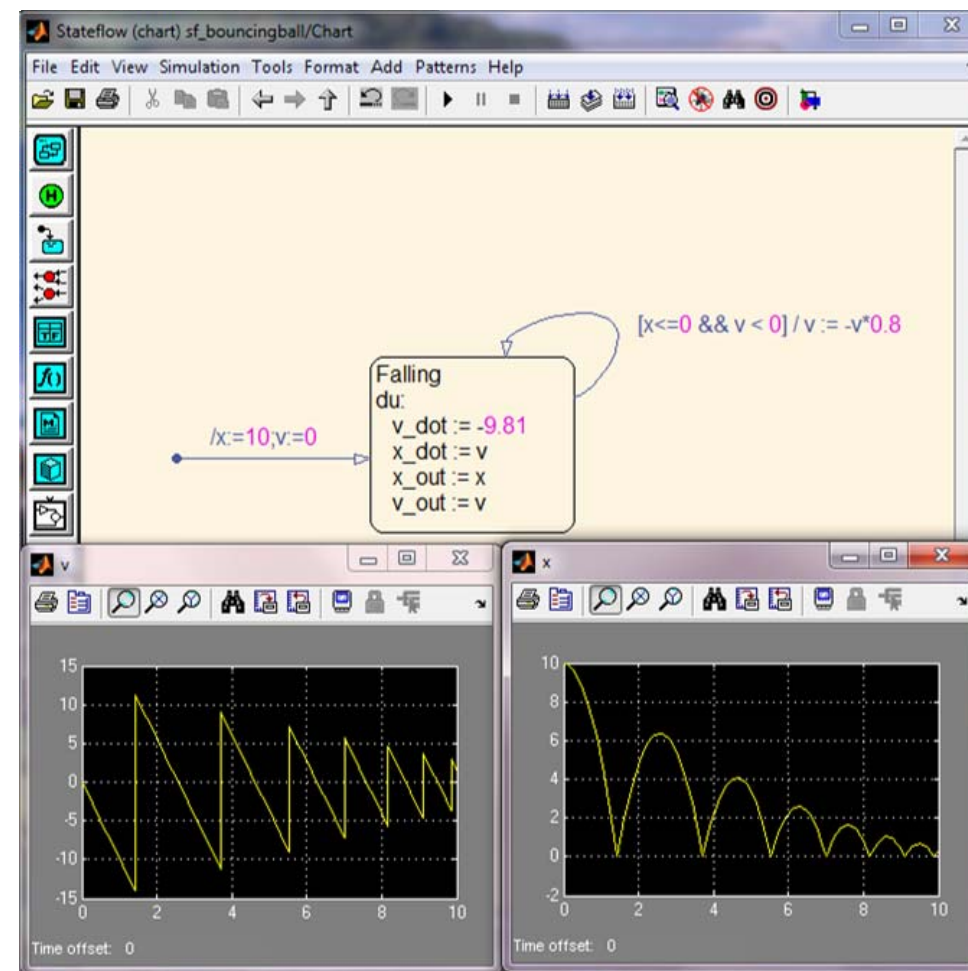 Stateflow (chart) sf_bouncingball/Chart
File Edit View Simulation Tools Format Add Patterns Help
[x<=0 && v < 0] / v := -v*0.8
Falling
du:
v_dot := -9.81
x_dot := v
x_out := x
v_out := v
/x:=10;v:=0
v
15
10
5
0
-5
-10
-15
0 2 4 6 8 10
Time offset: 0
x
10
8
6
4
2
0
-2
0 2 4 6 8 10
Time offset: 0